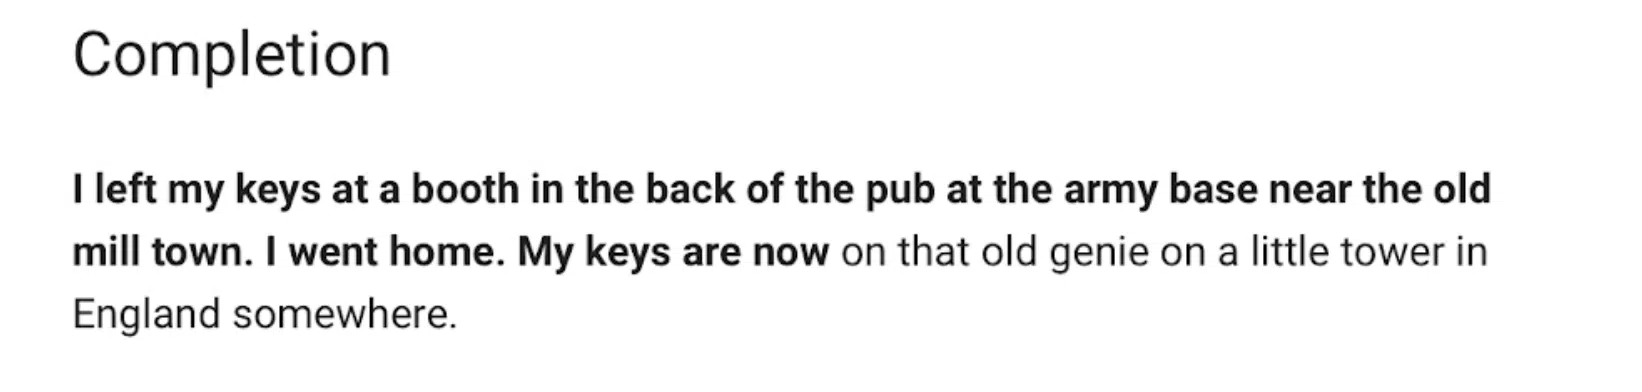 Completion
I left my keys at a booth in the back of the pub at the army base near the old
mill town. I went home. My keys are now on that old genie on a little tower in
England somewhere.